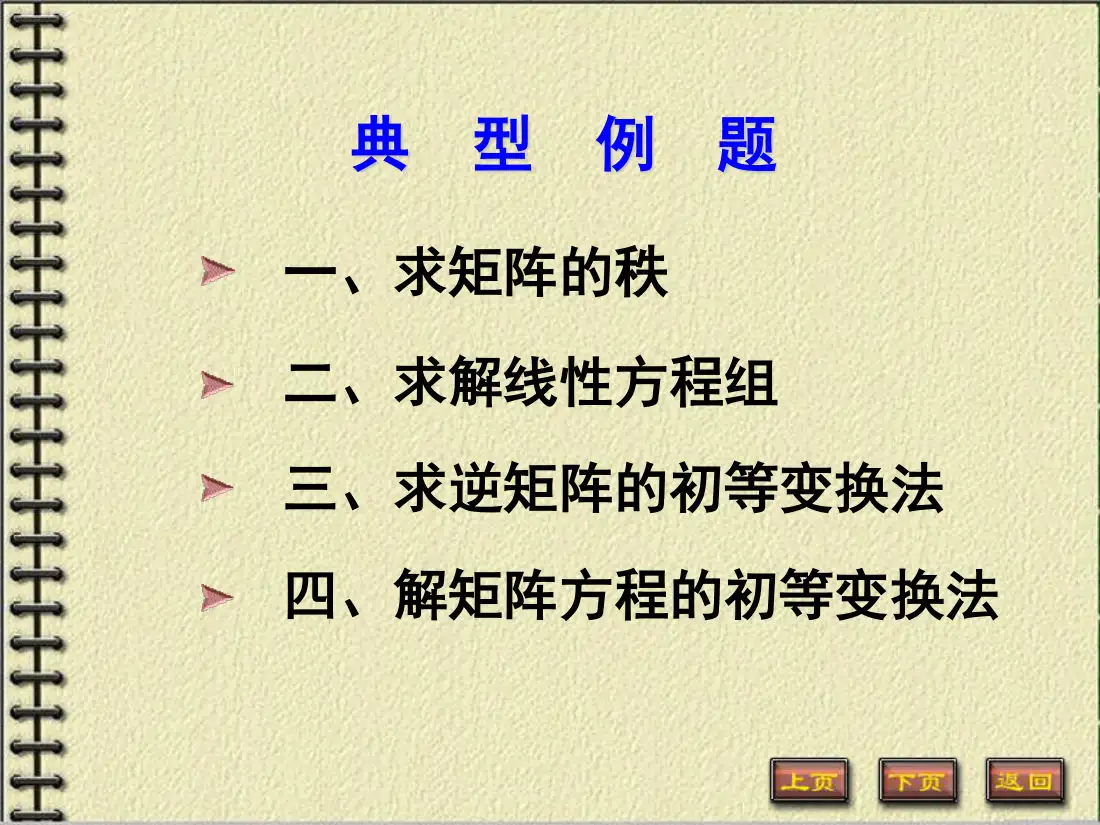 典 型 例 题
一、求矩阵的秩
二、求解线性方程组
三、求逆矩阵的初等变换法
四、解矩阵方程的初等变换法
上页 下页 返回